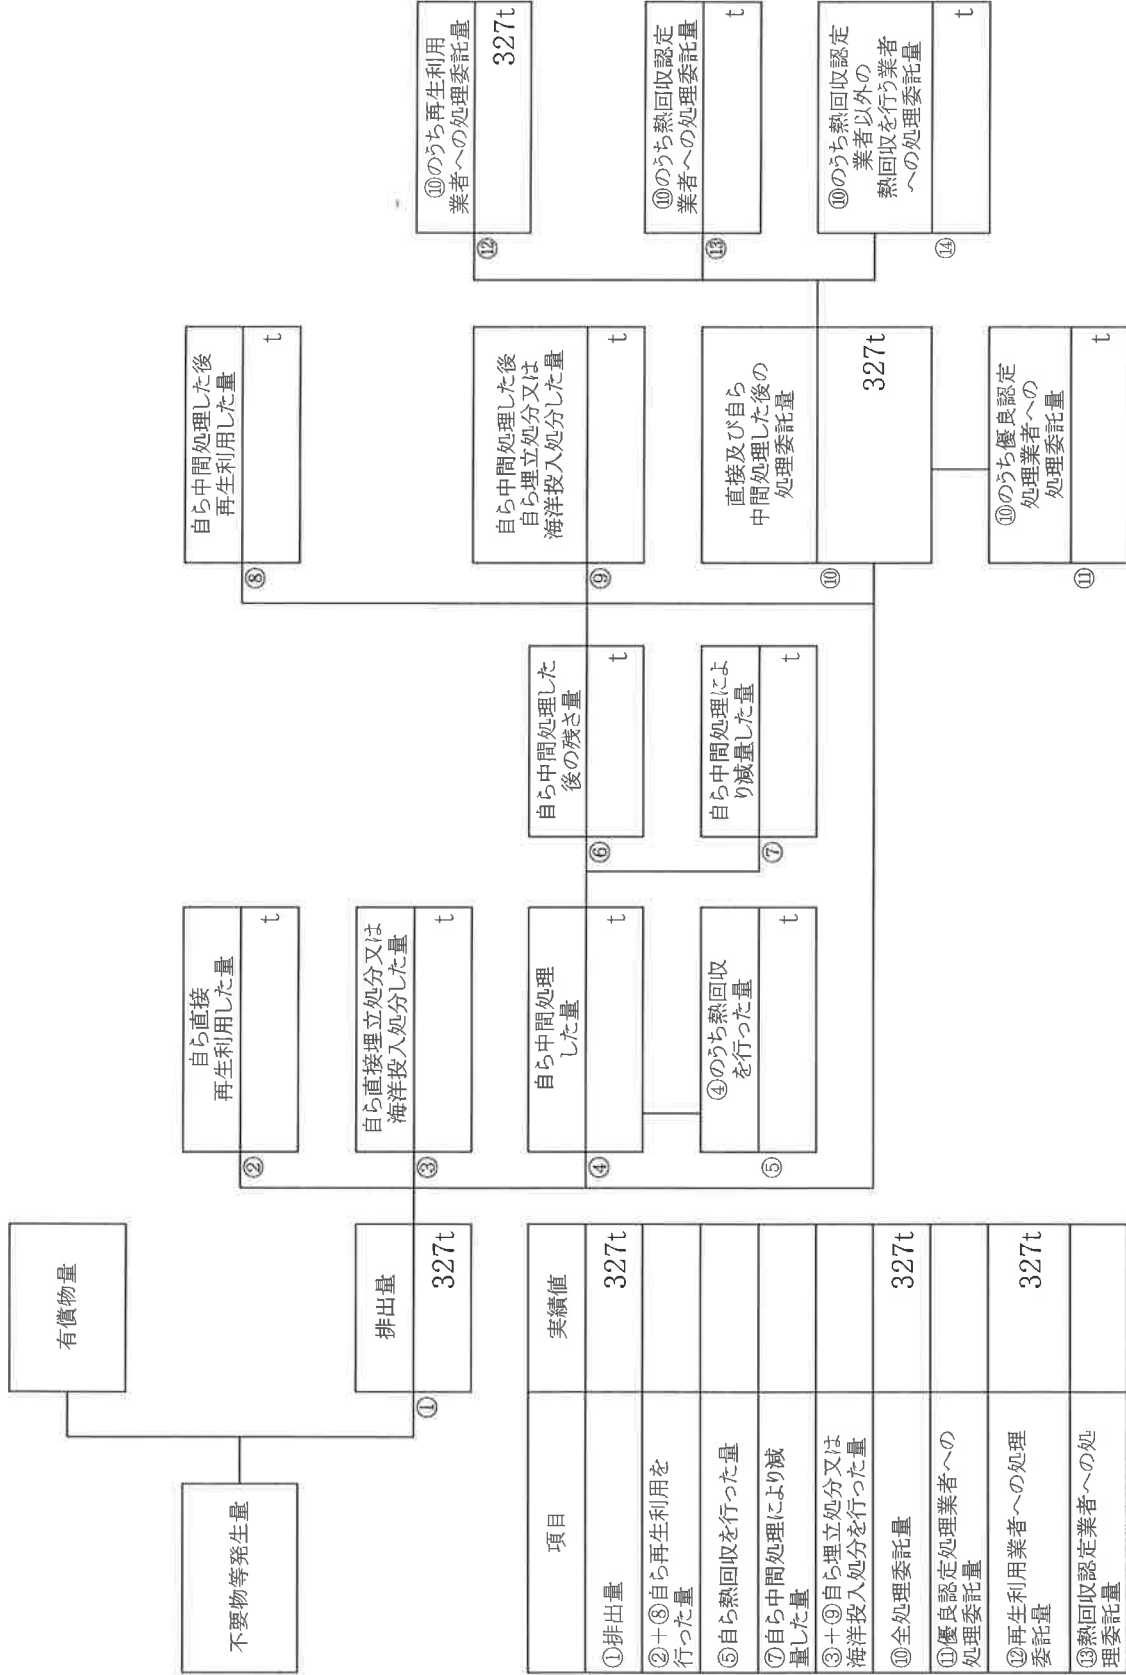 不要物等発生量
有償物量
①
排出量
327t
②
自ら直接
再生利用した量
t
③
自ら直接埋立処分又は
海洋投入処分した量
t
④
自ら中間処理
した量
t
⑤
④のうち熱回収
を行った量
t
⑥
自ら中間処理した
後の残さ量
t
⑦
自ら中間処理によ
り減量した量
t
⑧
自ら中間処理した後
再生利用した量
t
⑨
自ら中間処理した後
自ら埋立処分又は
海洋投入処分した量
t
⑩
直接及び自ら
中間処理した後の
処理委託量
327t
⑪
⑩のうち優良認定
処理業者への
処理委託量
t
⑫
⑩のうち再生利用
業者への処理委託量
327t
⑬
⑩のうち熱回収認定
業者への処理委託量
t
⑭
⑩のうち熱回収認定
業者以外の
熱回収を行う業者
への処理委託量
t
項目
実績値
①排出量
327t
②+⑧自ら再生利用を
行った量
⑤自ら熱回収を行った量
⑦自ら中間処理により減
量した量
③+⑨自ら埋立処分又は
海洋投入処分を行った量
⑩全処理委託量
327t
⑪優良認定処理業者への
処理委託量
⑫再生利用業者への処理
委託量
327t
⑬熱回収認定業者への処
理委託量